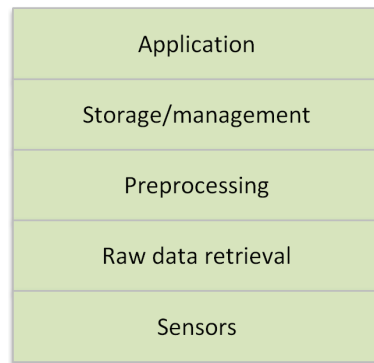 Application
Storage/management
Preprocessing
Raw data retrieval
Sensors